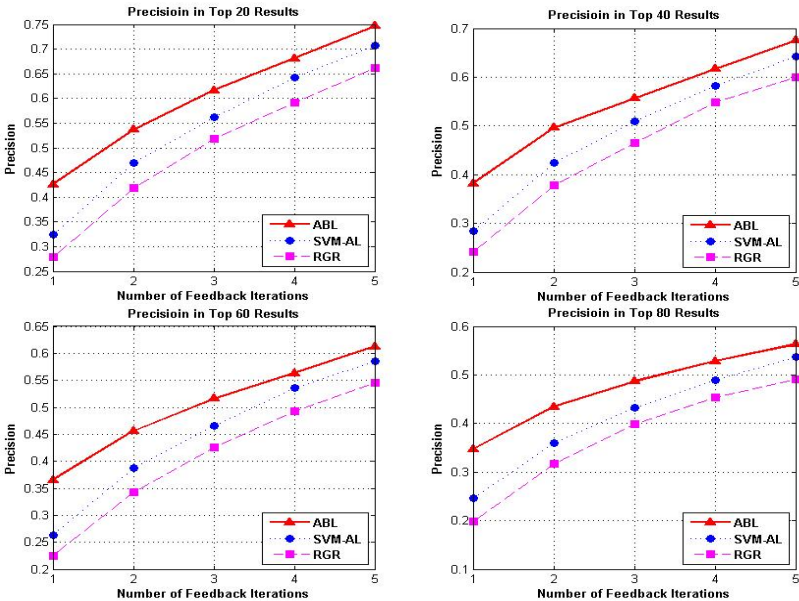 Precisioin in Top 20 Results
0.75
0.7
0.65
0.6
0.55
0.5
0.45
0.4
0.35
0.3
0.25
Precision
1 2 3 4 5
Number of Feedback Iterations
ABL
SVM-AL
RGR
Precisioin in Top 40 Results
0.7
0.6
0.5
0.4
0.3
0.2
Precision
1 2 3 4 5
Number of Feedback Iterations
ABL
SVM-AL
RGR
Precisioin in Top 60 Results
0.65
0.6
0.55
0.5
0.45
0.4
0.35
0.3
0.25
0.2
Precision
1 2 3 4 5
Number of Feedback Iterations
ABL
SVM-AL
RGR
Precisioin in Top 80 Results
0.6
0.5
0.4
0.3
0.2
0.1
Precision
1 2 3 4 5
Number of Feedback Iterations
ABL
SVM-AL
RGR